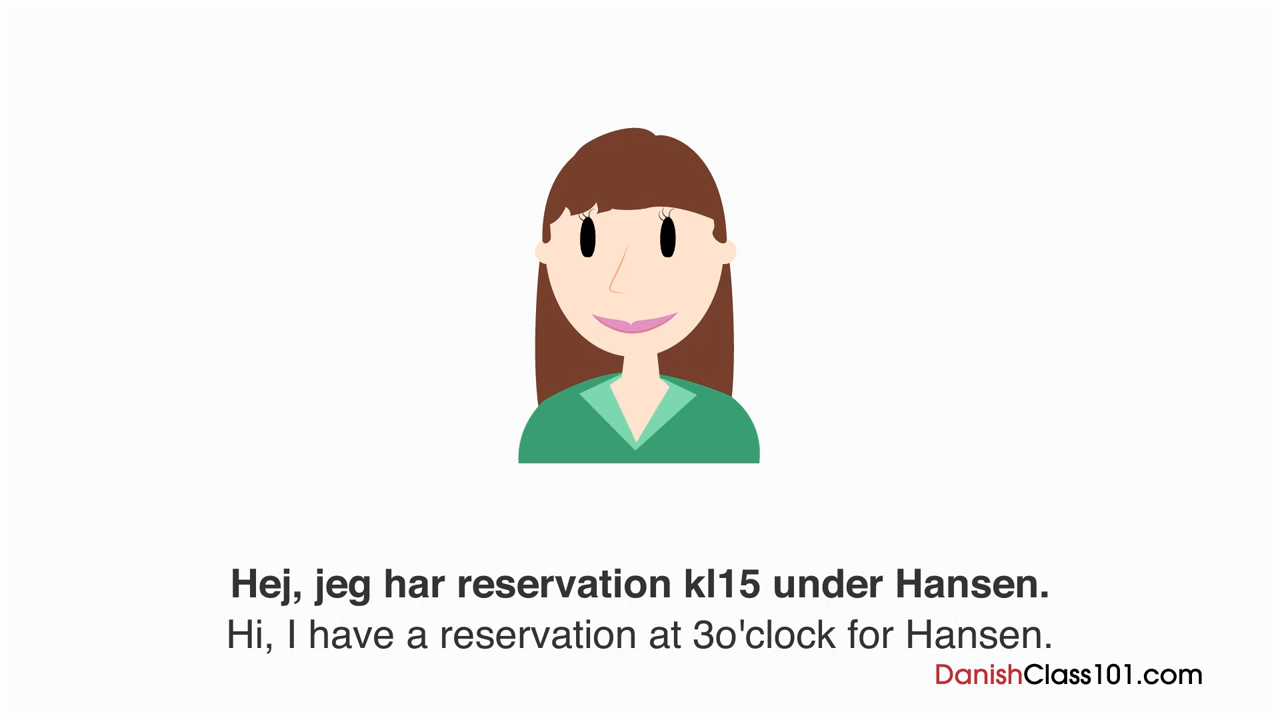 Hej, jeg har reservation kl15 under Hansen.
Hi, I have a reservation at 3o'clock for Hansen.
DanishClass101.com